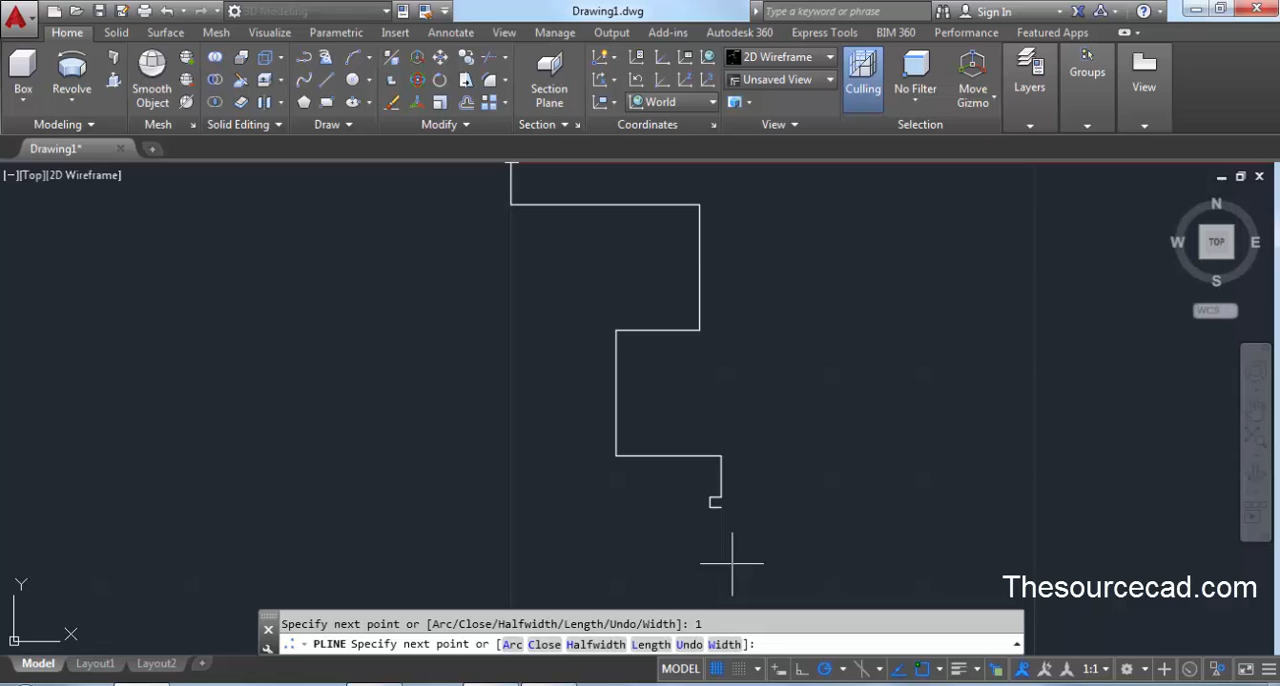 3D Modeling
Drawing1.dwg
Type a keyword or phrase
Sign In
Home Solid Surface Mesh Visualize Parametric Insert Annotate View Manage Output Add-ins Autodesk 360 Express Tools BIM 360 Performance Featured Apps
Box
Revolve
Smooth Object
Section Plane
2D Wireframe
Unsaved View
World
Culling
No Filter
Move Gizmo
Layers
Groups
View
Modeling Mesh Solid Editing Draw Modify Section Coordinates View Selection
Drawing1*
[−][Top][2D Wireframe]
N
W TOP E
S
WCS
Y
X
Thesourcecad.com
Specify next point or [Arc/Close/Halfwidth/Length/Undo/Width]: 1
PLINE Specify next point or [Arc Close Halfwidth Length Undo Width]:
Model Layout1 Layout2 +
MODEL 1:1